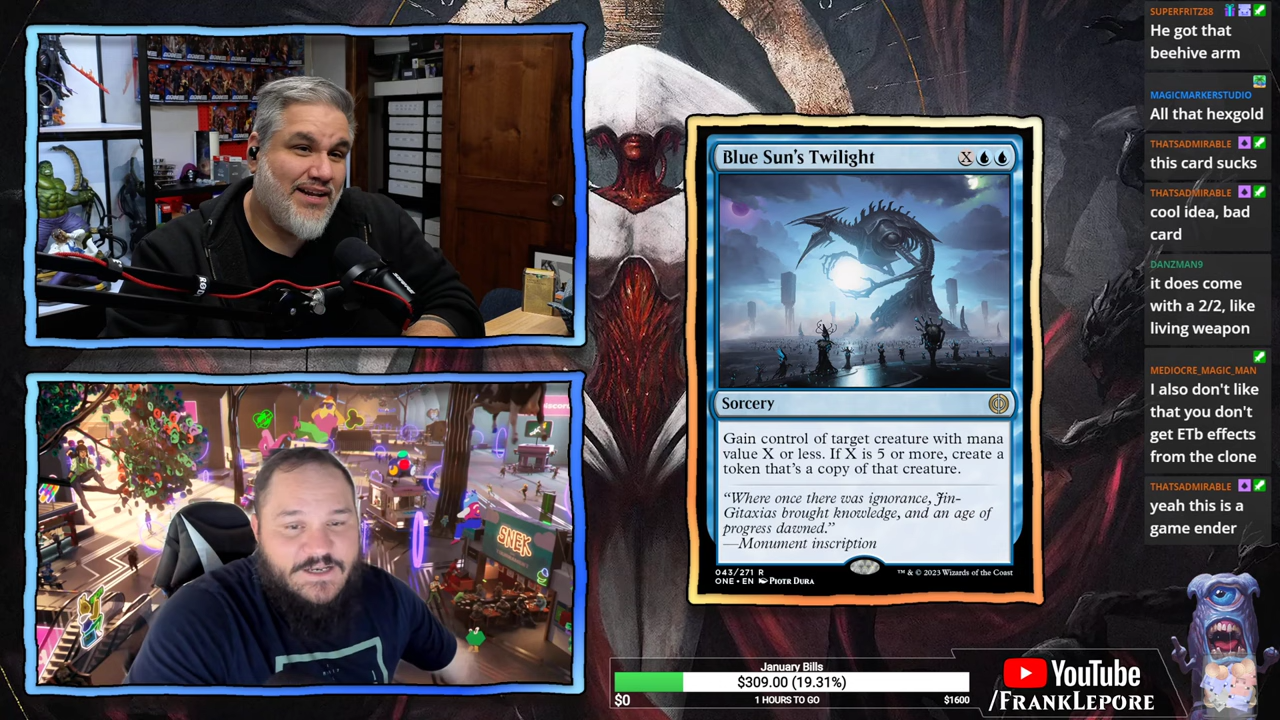 Blue Sun's Twilight
X
Sorcery
Gain control of target creature with mana
value X or less. If X is 5 or more, create a
token that's a copy of that creature.
“Where once there was ignorance, Jin-
Gitaxias brought knowledge, and an age of
progress dawned.”
—Monument inscription
043/271 R
ONE • EN PIOTR DURA
™ & © 2023 Wizards of the Coast
SUPERFRITZ88
He got that
beehive arm
MAGICMARKERSTUDIO
All that hexgold
THATSADMIRABLE
this card sucks
THATSADMIRABLE
cool idea, bad
card
DANZMAN9
it does come
with a 2/2, like
living weapon
MEDIOCRE_MAGIC_MAN
I also don't like
that you don't
get ETb effects
from the clone
THATSADMIRABLE
yeah this is a
game ender
SNEK
January Bills
$309.00 (19.31%)
$0
1 HOURS TO GO
$1600
YouTube
/FRANKLEPORE